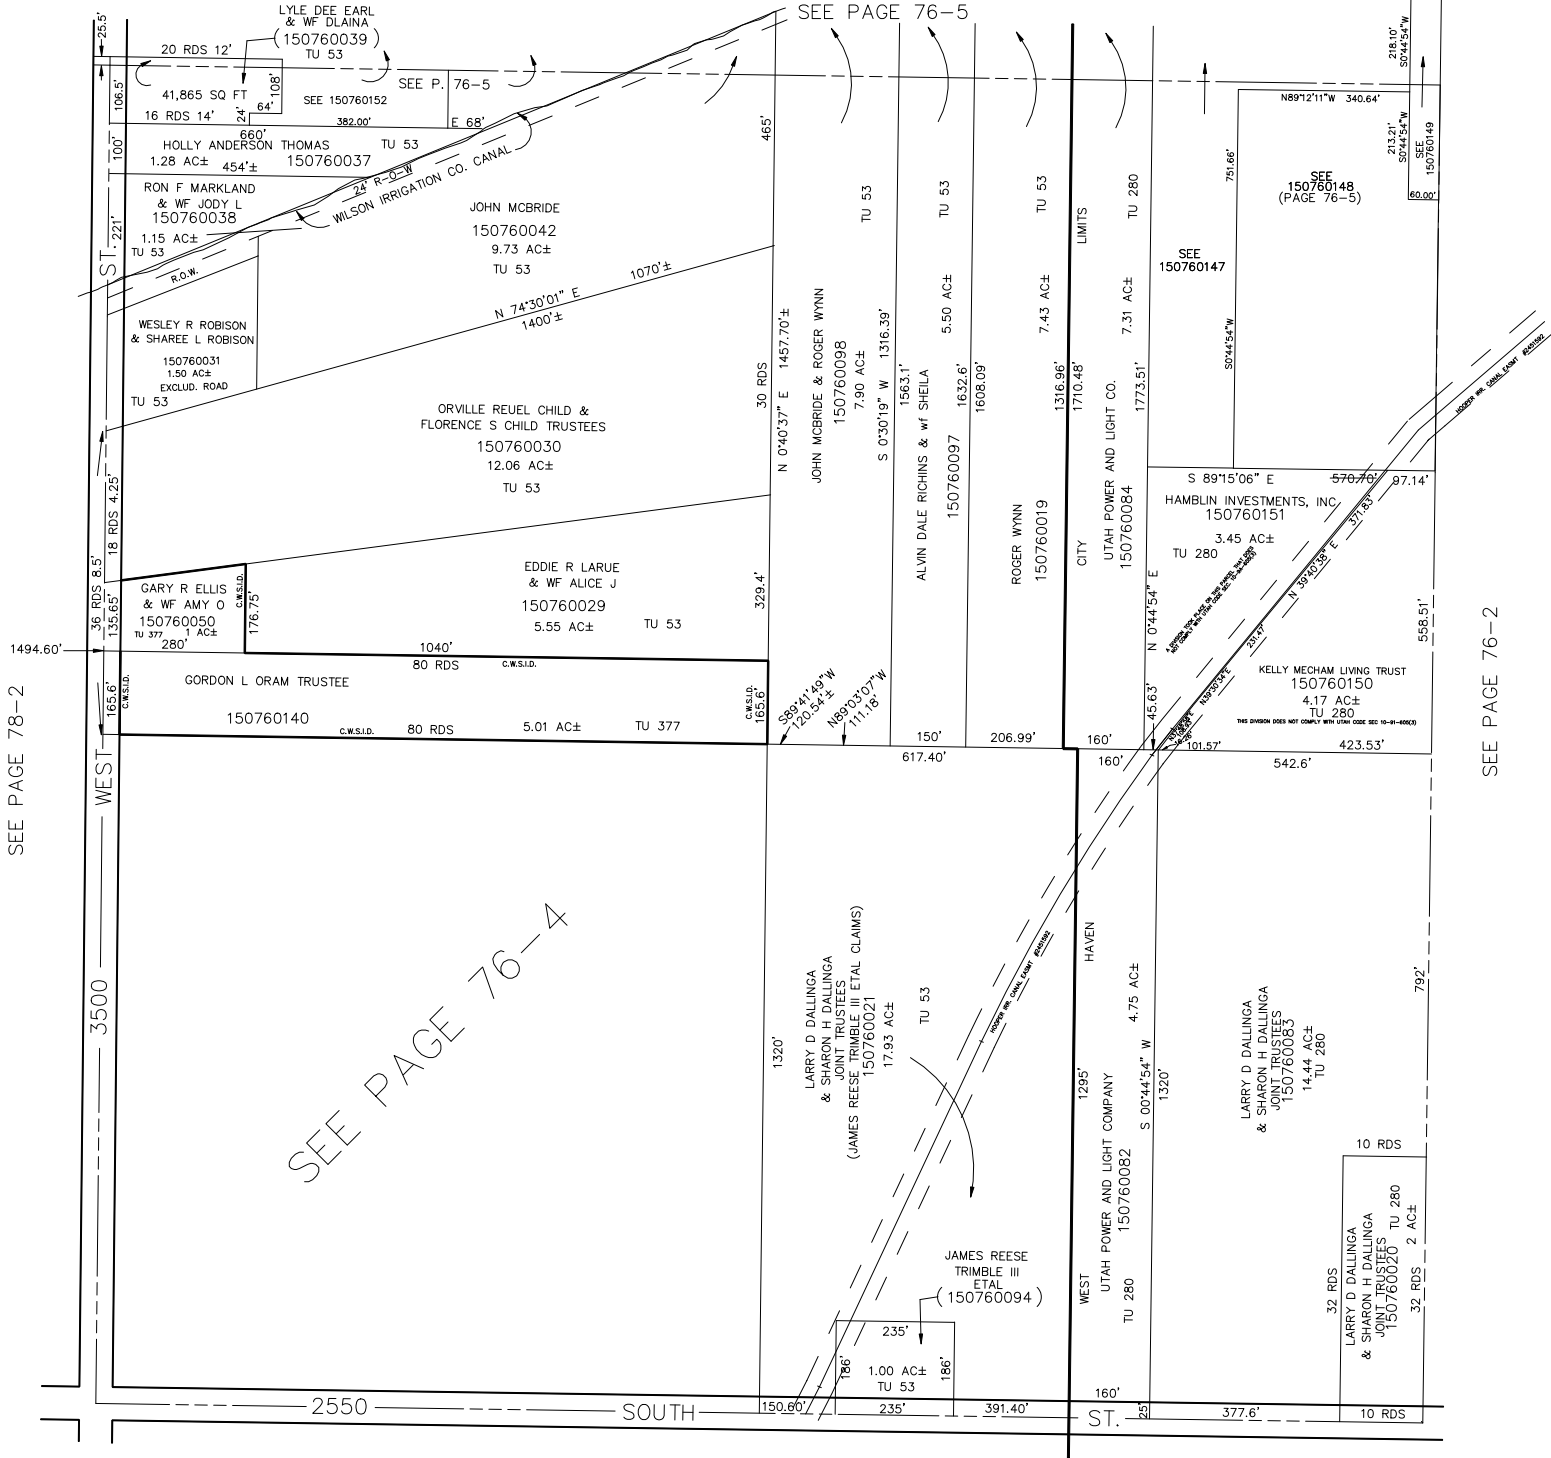 SEE PAGE 76-5
LYLE DEE EARL
& WF DLAINA
(150760039)
TU 53
25.5'
20 RDS 12'
41,865 SQ FT
108'
106.5'
64'
24'
16 RDS 14'
SEE 150760152
SEE P. 76-5
382.00'
E 68'
660'
HOLLY ANDERSON THOMAS
TU 53
1.28 AC±
150760037
100'
454'±
RON F MARKLAND
& WF JODY L
150760038
1.15 AC±
TU 53
221'
24' R-O-W
WILSON IRRIGATION CO. CANAL
R.O.W.
JOHN MCBRIDE
150760042
9.73 AC±
TU 53
465'
1070'±
N 74°30'01" E
1400'±
WESLEY R ROBISON
& SHAREE L ROBISON
150760031
1.50 AC±
EXCLUD. ROAD
TU 53
ORVILLE REUEL CHILD &
FLORENCE S CHILD TRUSTEES
150760030
12.06 AC±
TU 53
30 RDS
N 0°40'37" E 1457.70'±
18 RDS 4.25'
36 RDS 8.5'
EDDIE R LARUE
& WF ALICE J
150760029
5.55 AC±
TU 53
329.4'
GARY R ELLIS
& WF AMY O
150760050
TU 377
1 AC±
280'
135.65'
C.W.S.I.D.
176.75'
1494.60'
1040'
80 RDS
C.W.S.I.D.
GORDON L ORAM TRUSTEE
150760140
C.W.S.I.D.
80 RDS
5.01 AC±
TU 377
165.6'
C.W.S.I.D.
C.W.S.I.D.
165.6'
S89°41'49"W
120.54'±
N89°03'07"W
111.18'
JOHN MCBRIDE & ROGER WYNN
150760098
7.90 AC±
TU 53
S 0°30'19" W 1316.39'
1563.1'
ALVIN DALE RICHINS & wf SHEILA
150760097
5.50 AC±
TU 53
1632.6'
1608.09'
ROGER WYNN
150760019
7.43 AC±
TU 53
1316.96'
1710.48'
CITY
LIMITS
UTAH POWER AND LIGHT CO.
150760084
7.31 AC±
TU 280
1773.51'
N 0°44'54" E
45.63'
150'
206.99'
160'
617.40'
160'
218.10'
S0°44'54"W
N89°12'11"W 340.64'
213.21'
S0°44'54"W
SEE
150760149
60.00'
751.66'
S0°44'54"W
SEE
150760148
(PAGE 76-5)
SEE
150760147
S 89°15'06" E
570.70'
97.14'
HAMBLIN INVESTMENTS, INC
150760151
3.45 AC±
TU 280
371.83'
N 39°40'38" E
231.47'
N39°30'34"E
HOOPER IRR. CANAL EASMT #2451592
558.51'
KELLY MECHAM LIVING TRUST
150760150
4.17 AC±
TU 280
THIS DIVISION DOES NOT COMPLY WITH UTAH CODE SEC 10-91-605(3)
101.57'
423.53'
542.6'
SEE PAGE 76-2
SEE PAGE 78-2
3500
WEST
ST.
SEE PAGE 76-4
1320'
LARRY D DALLINGA
& SHARON H DALLINGA
JOINT TRUSTEES
(JAMES REESE TRIMBLE III ETAL CLAIMS)
150760021
17.93 AC±
TU 53
HOOPER IRR. CANAL EASMT #2451592
JAMES REESE
TRIMBLE III
ETAL
(150760094)
235'
186'
1.00 AC±
TU 53
186'
WEST
HAVEN
1295'
UTAH POWER AND LIGHT COMPANY
150760082
TU 280
4.75 AC±
S 00°44'54" W
1320'
LARRY D DALLINGA
& SHARON H DALLINGA
JOINT TRUSTEES
150760083
14.44 AC±
TU 280
792'
10 RDS
32 RDS
LARRY D DALLINGA
& SHARON H DALLINGA
JOINT TRUSTEES
150760020 TU 280
32 RDS 2 AC±
2550
SOUTH
ST.
150.60'
235'
391.40'
160'
25'
377.6'
10 RDS